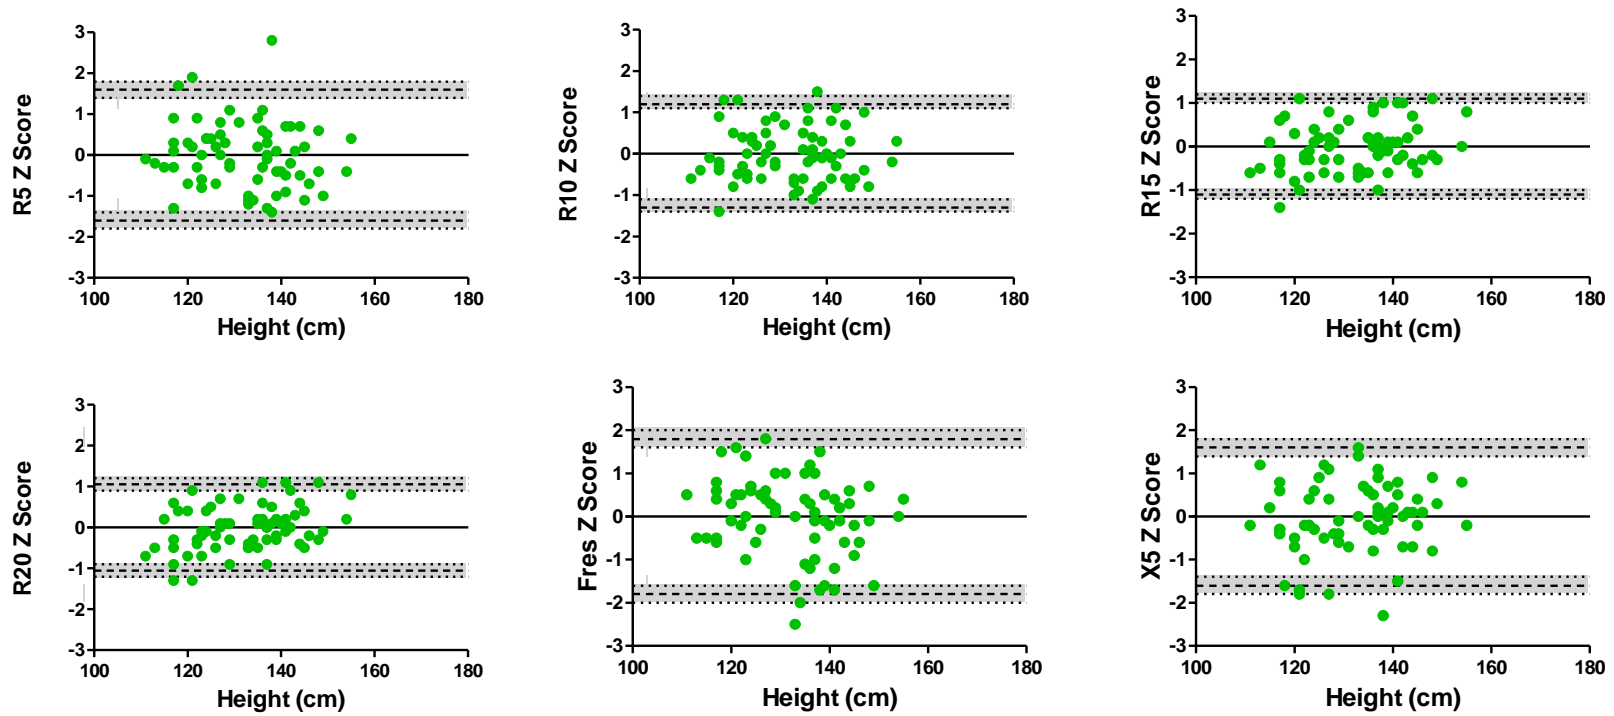 R5 Z Score
3
2
1
0
-1
-2
-3
100 120 140 160 180
Height (cm)
R10 Z Score
3
2
1
0
-1
-2
-3
100 120 140 160 180
Height (cm)
R15 Z Score
3
2
1
0
-1
-2
-3
100 120 140 160 180
Height (cm)
R20 Z Score
3
2
1
0
-1
-2
-3
100 120 140 160 180
Height (cm)
Fres Z Score
3
2
1
0
-1
-2
-3
100 120 140 160 180
Height (cm)
X5 Z Score
3
2
1
0
-1
-2
-3
100 120 140 160 180
Height (cm)